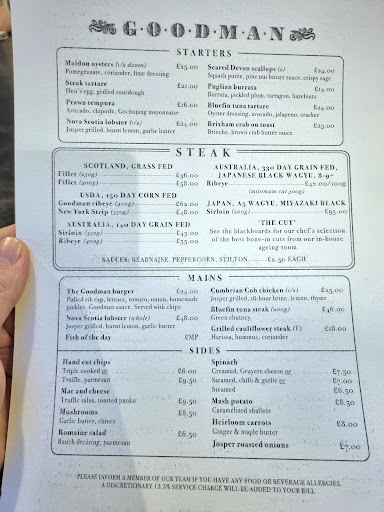 GOODMAN
STARTERS
Maldon oysters (1/2 dozen) £25.00
Pomegranate, coriander, lime dressing
Steak tartare £21.00
Hen's egg, grilled sourdough
Prawn tempura £16.00
Avocado, chipotle, Gochujang mayonnaise
Nova Scotia lobster (1/2) £24.00
Josper grilled, burnt lemon, garlic butter
Seared Devon scallops (2) £24.00
Squash purée, pine nut butter sauce, crispy sage
Puglian burrata £14.00
Burrata, pickled plum, tarragon, hazelnuts
Bluefin tuna tartare £24.00
Oyster dressing, avocado, jalapeno, cracker
Brixham crab on toast £23.00
Brioche, brown crab butter sauce
STEAK
SCOTLAND, GRASS FED
Fillet (250g) £36.00
Fillet (400g) £58.00
USDA, 150 DAY CORN FED
Goodman ribeye (400g) £62.00
New York Strip £48.00
AUSTRALIA, 140 DAY GRAIN FED
Sirloin £43.00
Ribeye £55.00
AUSTRALIA, 330 DAY GRAIN FED,
JAPANESE BLACK WAGYU, 8-9+
Ribeye £42.00/100g
(minimum cut 300g)
JAPAN, A5 WAGYU, MIYAZAKI BLACK
Sirloin (200g) £95.00
'THE CUT'
See the blackboards for our chef's selection
of the best bone-in cuts from our in-house
ageing room
SAUCES: BEARNAISE, PEPPERCORN, STILTON £2.50 EACH
MAINS
The Goodman burger £24.00
Pulled rib cap, lettuce, tomato, onion, homemade
pickles, Goodman sauce. Served with chips
Nova Scotia lobster (whole) £48.00
Josper grilled, burnt lemon, garlic butter
Fish of the day £MP
Cumbrian Cob chicken (1/2) £25.00
Josper grilled, 18-hour brine, lemon, thyme
Bluefin tuna steak (200g) £46.00
Green chutney
Grilled cauliflower steak (V) £18.00
Harissa, hummus, coriander
SIDES
Hand cut chips
Triple cooked or £6.00
Truffle, parmesan £9.50
Mac and cheese
Truffle salsa, toasted panko £9.50
Mushrooms £8.50
Garlic butter, chives
Romaine salad £6.50
Ranch dressing, parmesan
Spinach
Creamed, Gruyere cheese or £7.50
Steamed, chili & garlic or £7.00
Steamed £6.50
Mash potato £8.50
Caramelised shallots
Heirloom carrots £8.00
Ginger & maple butter
Josper roasted onions £7.00
PLEASE INFORM A MEMBER OF OUR TEAM IF YOU HAVE ANY FOOD OR BEVERAGE ALLERGIES.
A DISCRETIONARY 13.5% SERVICE CHARGE WILL BE ADDED TO YOUR BILL.